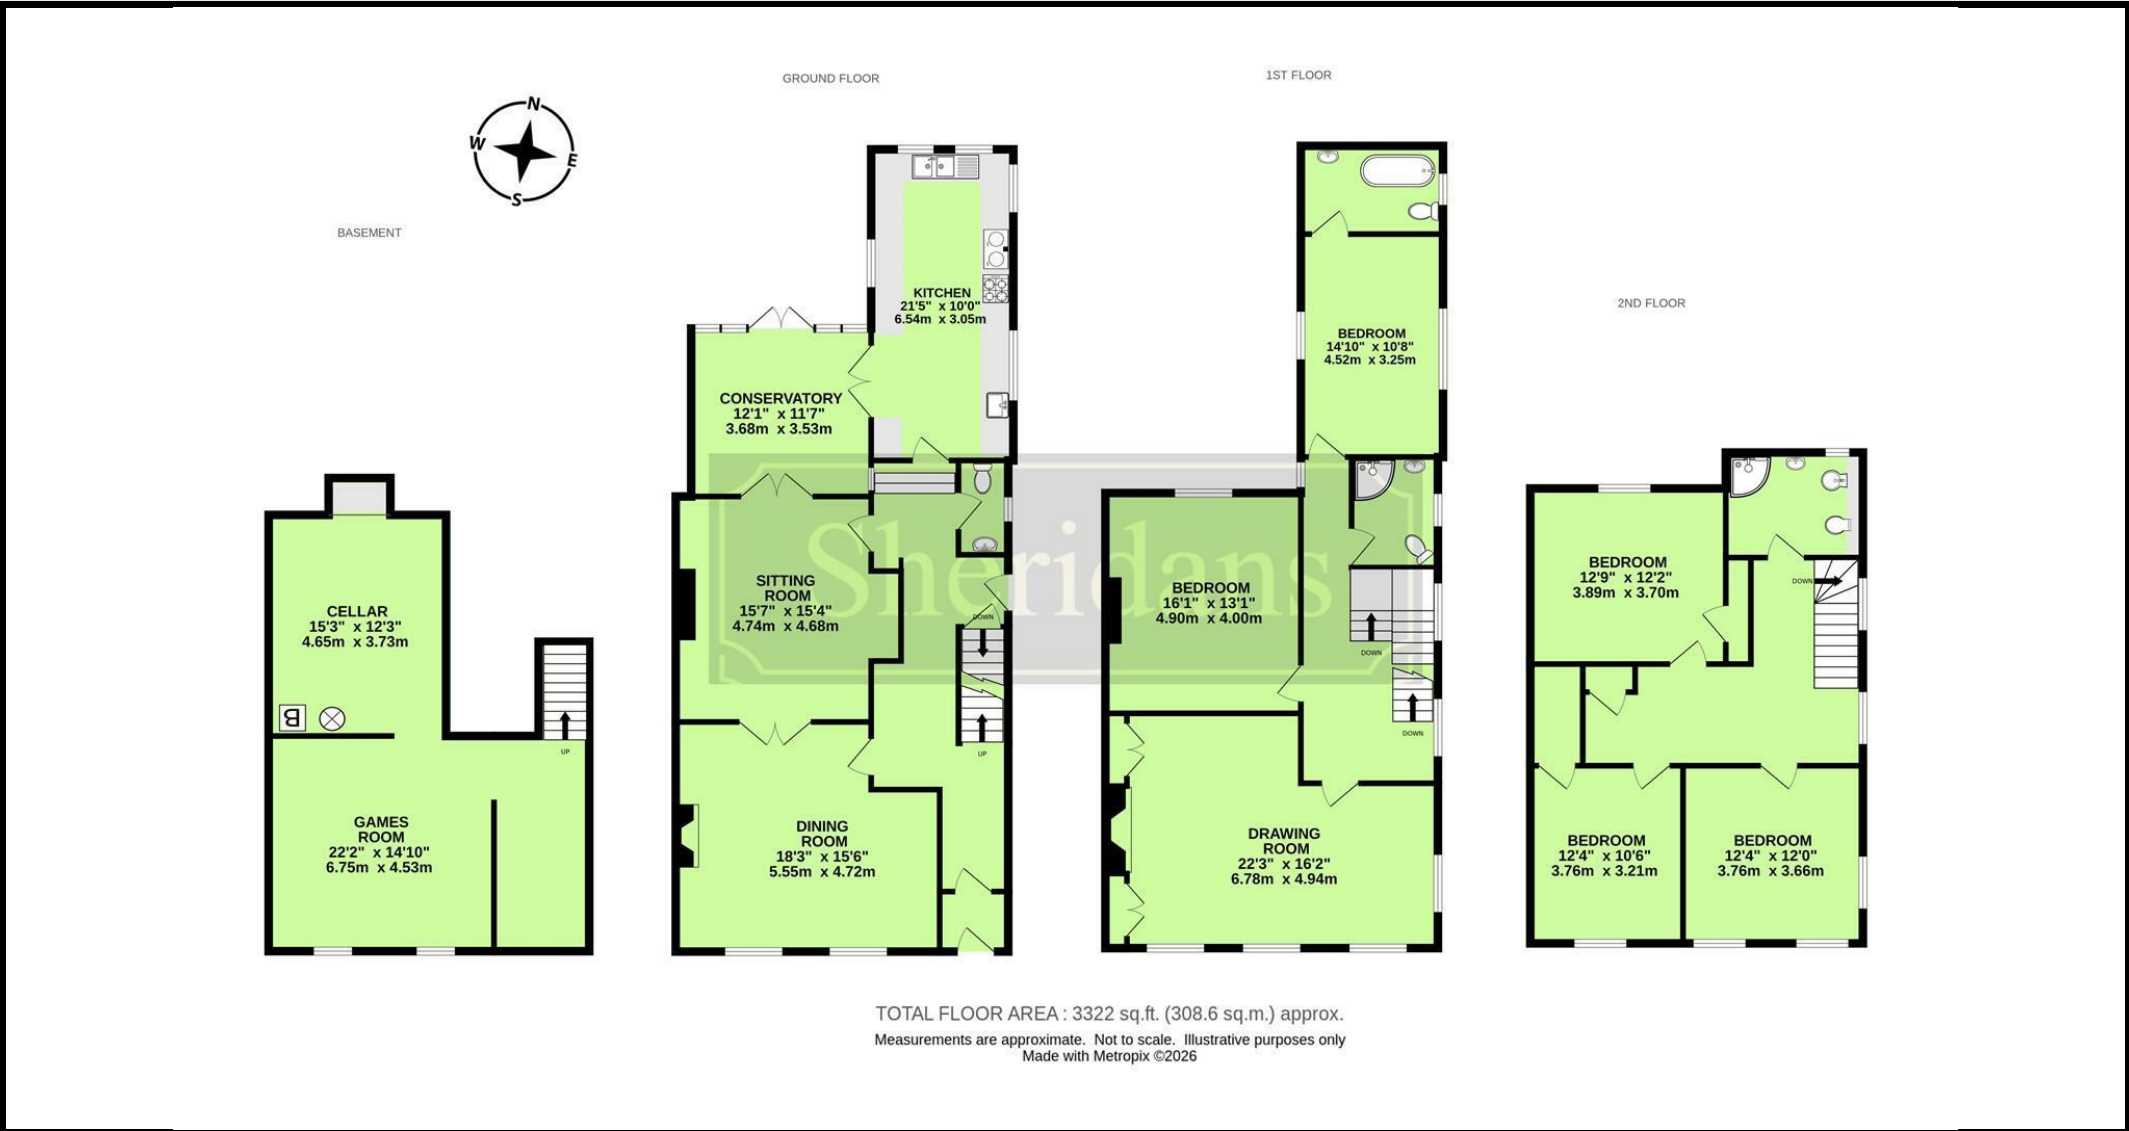 GROUND FLOOR
1ST FLOOR
N
W
E
S
BASEMENT
2ND FLOOR
KITCHEN
21'5" x 10'0"
6.54m x 3.05m
BEDROOM
14'10" x 10'8"
4.52m x 3.25m
CONSERVATORY
12'1" x 11'7"
3.68m x 3.53m
Sheridans
CELLAR
15'3" x 12'3"
4.65m x 3.73m
B
UP
GAMES
ROOM
22'2" x 14'10"
6.75m x 4.53m
SITTING
ROOM
15'7" x 15'4"
4.74m x 4.68m
DOWN
UP
DINING
ROOM
18'3" x 15'6"
5.55m x 4.72m
BEDROOM
16'1" x 13'1"
4.90m x 4.00m
DOWN
DOWN
DRAWING
ROOM
22'3" x 16'2"
6.78m x 4.94m
BEDROOM
12'9" x 12'2"
3.89m x 3.70m
DOWN
BEDROOM
12'4" x 10'6"
3.76m x 3.21m
BEDROOM
12'4" x 12'0"
3.76m x 3.66m
TOTAL FLOOR AREA : 3322 sq.ft. (308.6 sq.m.) approx.
Measurements are approximate. Not to scale. Illustrative purposes only
Made with Metropix ©2026